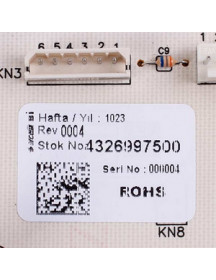 6 5 4 3 2 1
C9
KN3
Hafta / Yıl : 1023
Rev 0004
Stok No: 4326997500
Seri No : 000004
ROHS
KN8